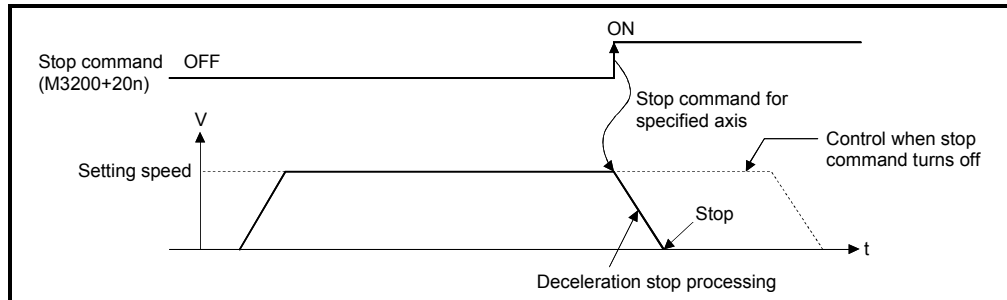 ON
Stop command OFF
(M3200+20n)
Stop command for
specified axis
V
Control when stop
command turns off
Setting speed
Stop
t
Deceleration stop processing